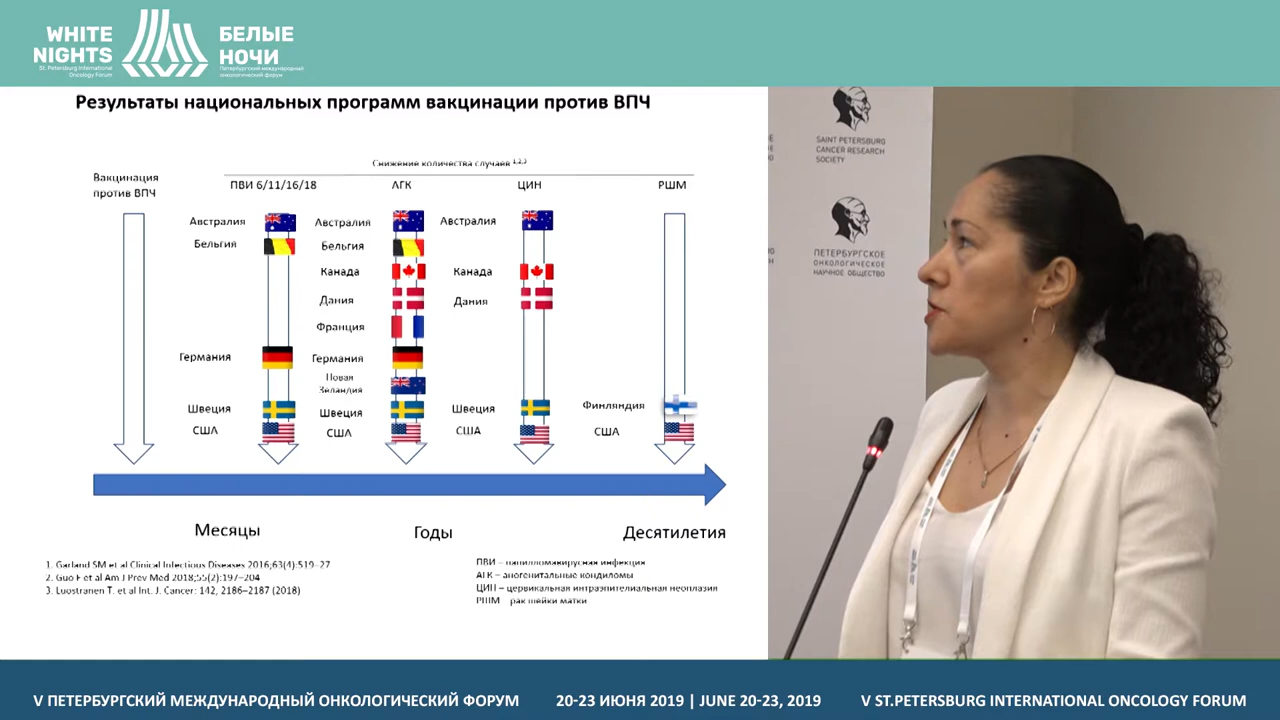 WHITE
NIGHTS
St. Petersburg International
Oncology Forum
БЕЛЫЕ
НОЧИ
Петербургский международный
онкологический форум
Результаты национальных программ вакцинации против ВПЧ
Снижение количества случаев 1,2,3
Вакцинация
против ВПЧ
ПВИ 6/11/16/18
АГК
ЦИН
РШМ
Австралия
Австралия
Австралия
Бельгия
Бельгия
Канада
Канада
Дания
Дания
Франция
Германия
Германия
Новая
Зеландия
Швеция
Швеция
Швеция
Финляндия
США
США
США
США
Месяцы
Годы
Десятилетия
1. Garland SM et al Clinical Infectious Diseases 2016;63(4):519–27
2. Guo F et al Am J Prev Med 2018;55(2):197–204
3. Luostranen T. et al Int. J. Cancer: 142, 2186–2187 (2018)
ПВИ – папилломавирусная инфекция
АГК – аногенитальные кондиломы
ЦИН – цервикальная интраэпителиальная неоплазия
РШМ – рак шейки матки
SAINT PETERSBURG
CANCER RESEARCH
SOCIETY
ПЕТЕРБУРГСКОЕ
ОНКОЛОГИЧЕСКОЕ
НАУЧНОЕ ОБЩЕСТВО
V ПЕТЕРБУРГСКИЙ МЕЖДУНАРОДНЫЙ ОНКОЛОГИЧЕСКИЙ ФОРУМ
20-23 ИЮНЯ 2019 | JUNE 20-23, 2019
V ST.PETERSBURG INTERNATIONAL ONCOLOGY FORUM